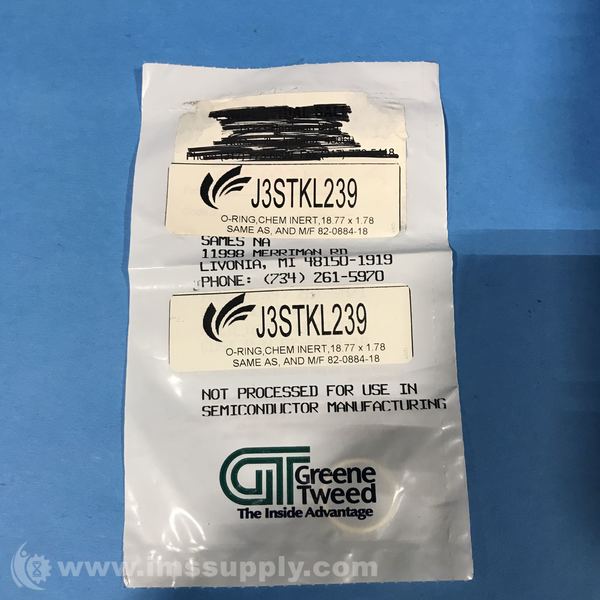 J3STKL239
O-RING,CHEM INERT,18.77 x 1.78
SAME AS, AND M/F 82-0884-18
SAMES NA
11998 MERRIMAN RD
LIVONIA, MI 48150-1919
PHONE: (734) 261-5970
J3STKL239
O-RING,CHEM INERT,18.77 x 1.78
SAME AS, AND M/F 82-0884-18
NOT PROCESSED FOR USE IN
SEMICONDUCTOR MANUFACTURING
GT Greene
Tweed
The Inside Advantage
www.imssupply.com